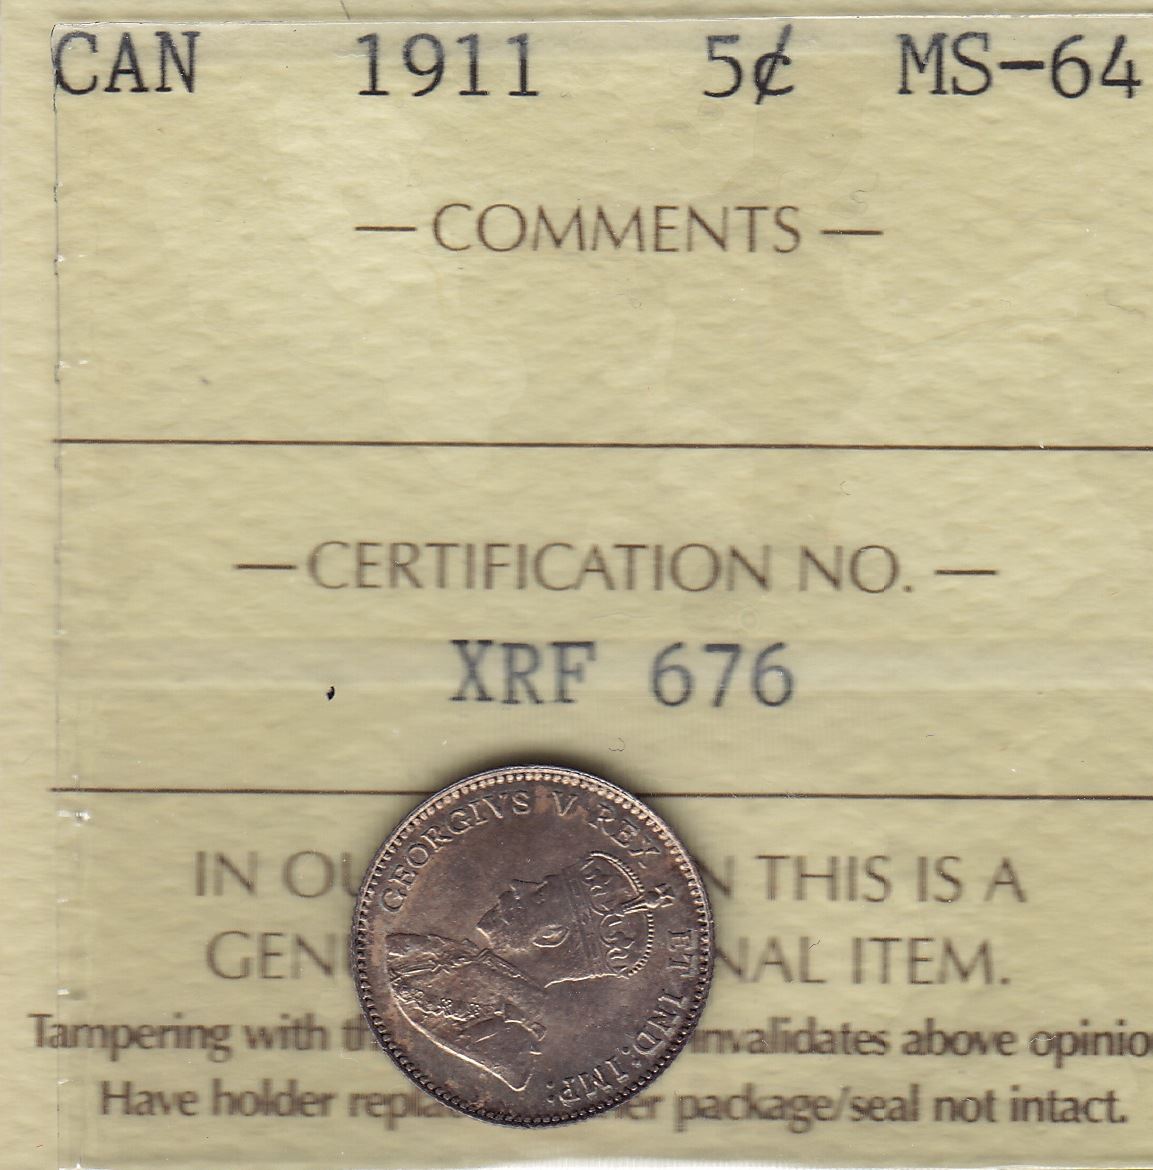 CAN 1911 5¢ MS-64
— COMMENTS —
— CERTIFICATION NO. —
XRF 676
GEORGIVS V REX ET IND: IMP:
IN OU N THIS IS A
GEN NAL ITEM.
Tampering with th invalidates above opinio
Have holder repla er package/seal not intact.